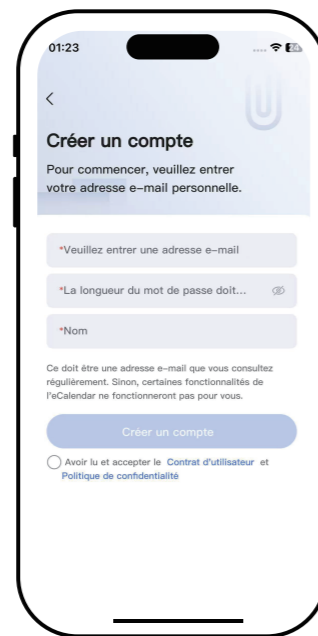 01:23
Créer un compte
Pour commencer, veuillez entrer
votre adresse e-mail personnelle.
*Veuillez entrer une adresse e-mail
*La longueur du mot de passe doit...
*Nom
Ce doit être une adresse e-mail que vous consultez
régulièrement. Sinon, certaines fonctionnalités de
l'eCalendar ne fonctionneront pas pour vous.
Créer un compte
Avoir lu et accepter le Contrat d'utilisateur et
Politique de confidentialité